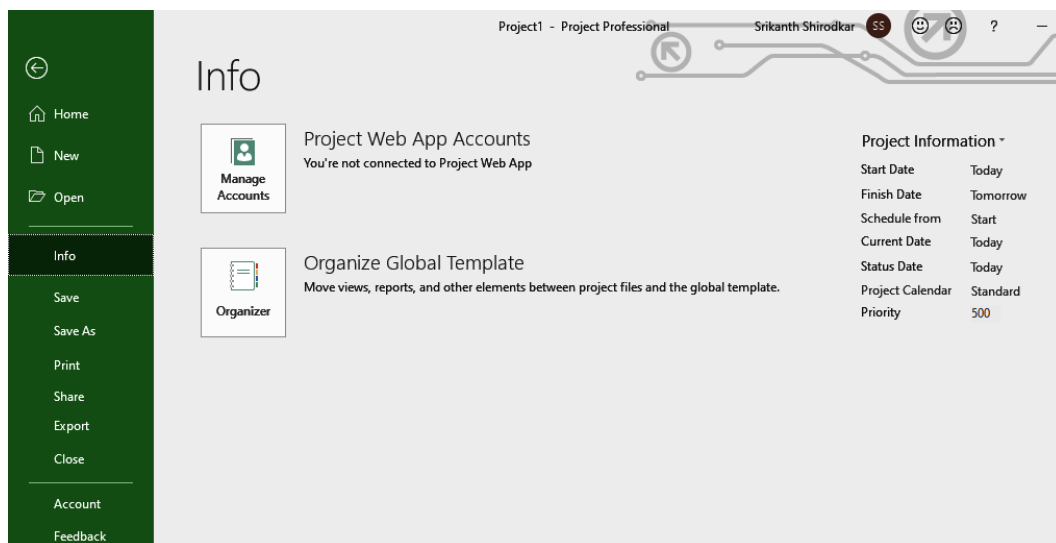 Project1 - Project Professional
Srikanth Shirodkar
SS
?
Info
Home
New
Open
Info
Save
Save As
Print
Share
Export
Close
Account
Feedback
Manage
Accounts
Project Web App Accounts
You're not connected to Project Web App
Organizer
Organize Global Template
Move views, reports, and other elements between project files and the global template.
Project Information
Start Date Today
Finish Date Tomorrow
Schedule from Start
Current Date Today
Status Date Today
Project Calendar Standard
Priority 500